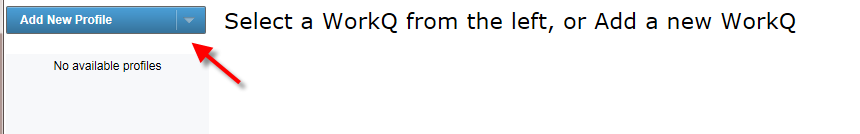 Add New Profile
Select a WorkQ from the left, or Add a new WorkQ
No available profiles